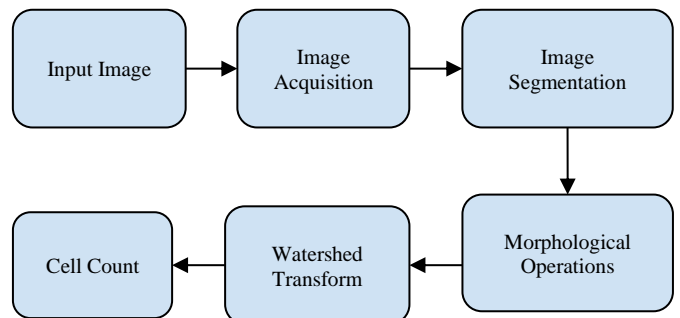 Input Image
Image
Acquisition
Image
Segmentation
Morphological
Operations
Watershed
Transform
Cell Count